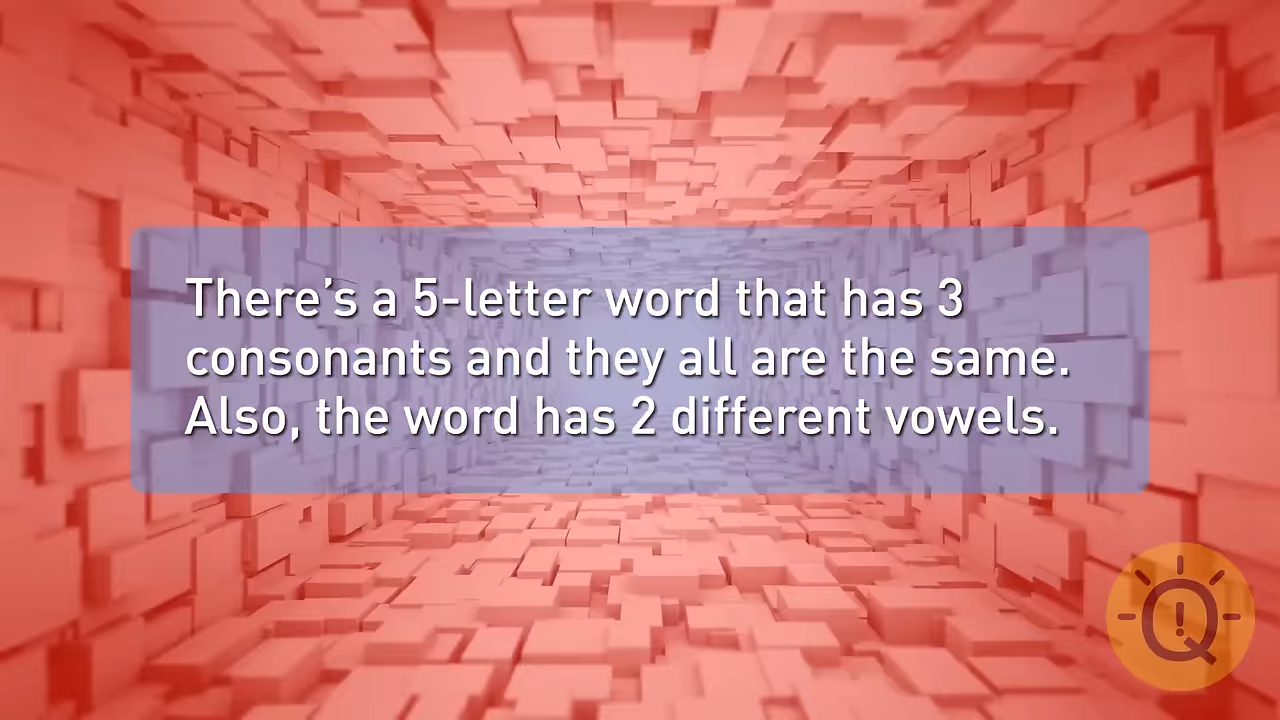 There’s a 5-letter word that has 3
consonants and they all are the same.
Also, the word has 2 different vowels.
Q!